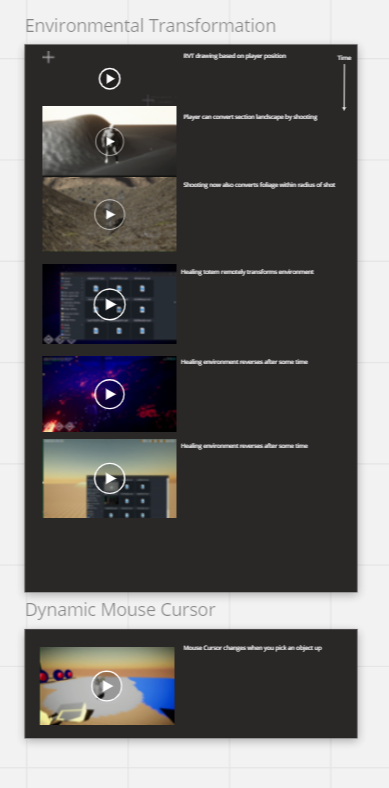 Environmental Transformation
RVT drawing based on player position
Time
Player can convert section landscape by shooting
Shooting now also converts foliage within radius of shot
Healing totem remotely transforms environment
Healing environment reverses after some time
Healing environment reverses after some time
Dynamic Mouse Cursor
Mouse Cursor changes when you pick an object up